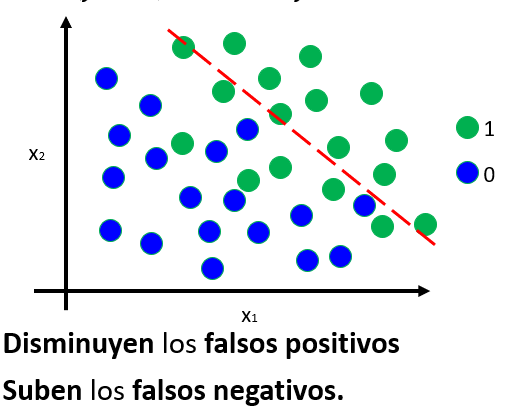 1
x2
0
x1
Disminuyen los falsos positivos
Suben los falsos negativos.